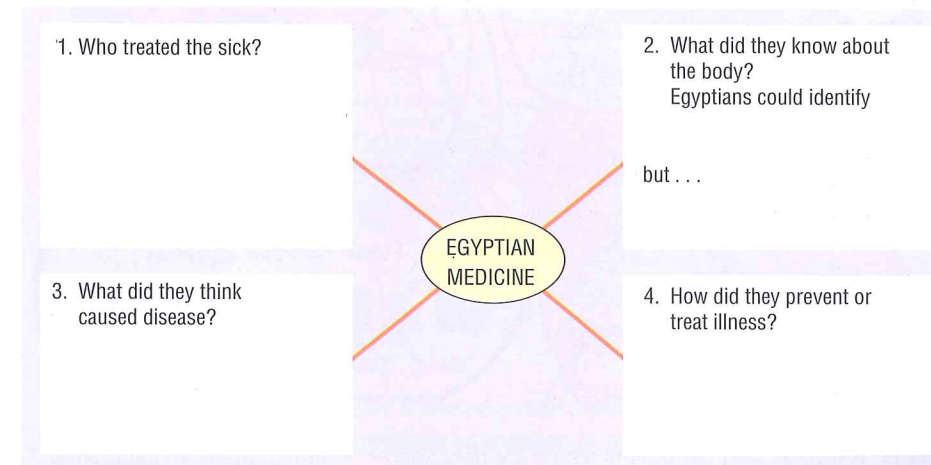 1. Who treated the sick?
2. What did they know about
the body?
Egyptians could identify
but . . .
EGYPTIAN
MEDICINE
3. What did they think
caused disease?
4. How did they prevent or
treat illness?